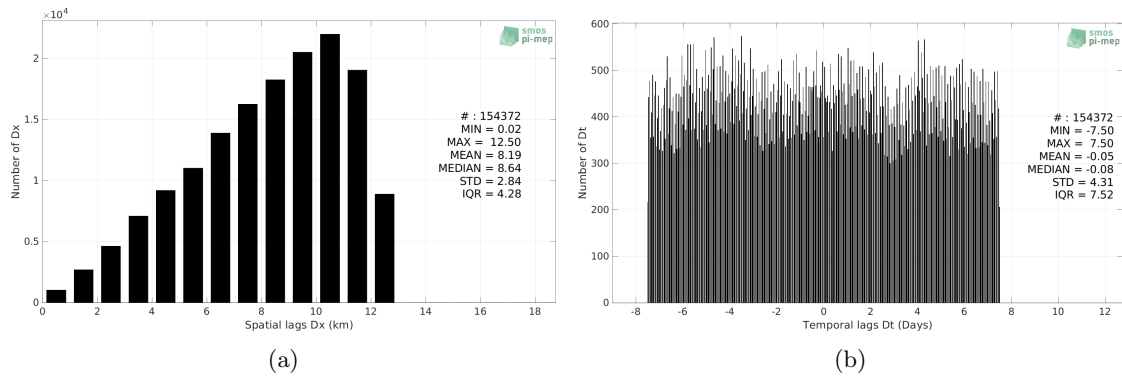 ×10⁴
2
1.5
1
0.5
0
Number of Dx
0 2 4 6 8 10 12 14 16 18
Spatial lags Dx (km)
smos
pi-mep
# : 154372
MIN = 0.02
MAX = 12.50
MEAN = 8.19
MEDIAN = 8.64
STD = 2.84
IQR = 4.28
(a)
600
500
400
300
200
100
0
Number of Dt
-8 -6 -4 -2 0 2 4 6 8 10 12
Temporal lags Dt (Days)
smos
pi-mep
# : 154372
MIN = -7.50
MAX = 7.50
MEAN = -0.05
MEDIAN = -0.08
STD = 4.31
IQR = 7.52
(b)